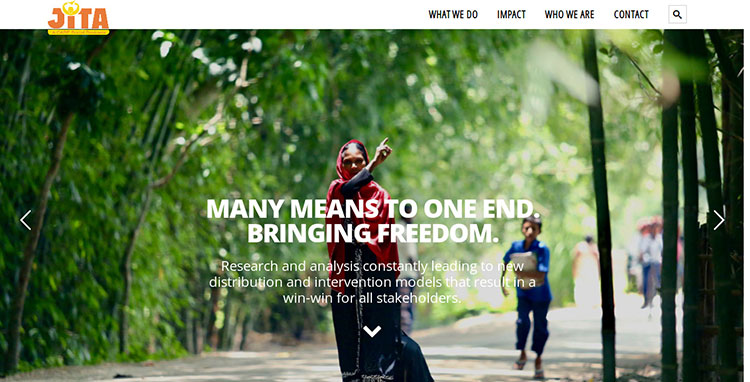 JITA
WHAT WE DO IMPACT WHO WE ARE CONTACT
MANY MEANS TO ONE END.
BRINGING FREEDOM.
Research and analysis constantly leading to new
distribution and intervention models that result in a
win-win for all stakeholders.